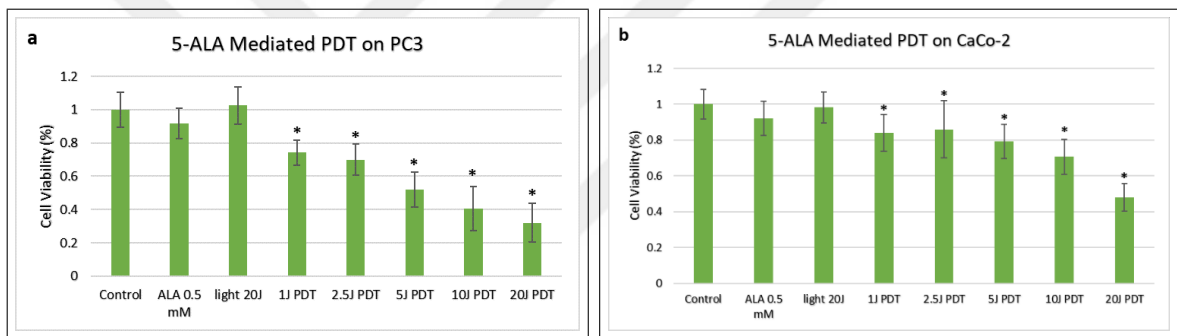 a
5-ALA Mediated PDT on PC3
Cell Viability (%)
1.2
1
0.8
0.6
0.4
0.2
0
* * * * *
Control ALA 0.5 mM light 20J 1J PDT 2.5J PDT 5J PDT 10J PDT 20J PDT
b
5-ALA Mediated PDT on CaCo-2
Cell Viability (%)
1.2
1
0.8
0.6
0.4
0.2
0
* * * * *
Control ALA 0.5 mM light 20J 1J PDT 2.5J PDT 5J PDT 10J PDT 20J PDT